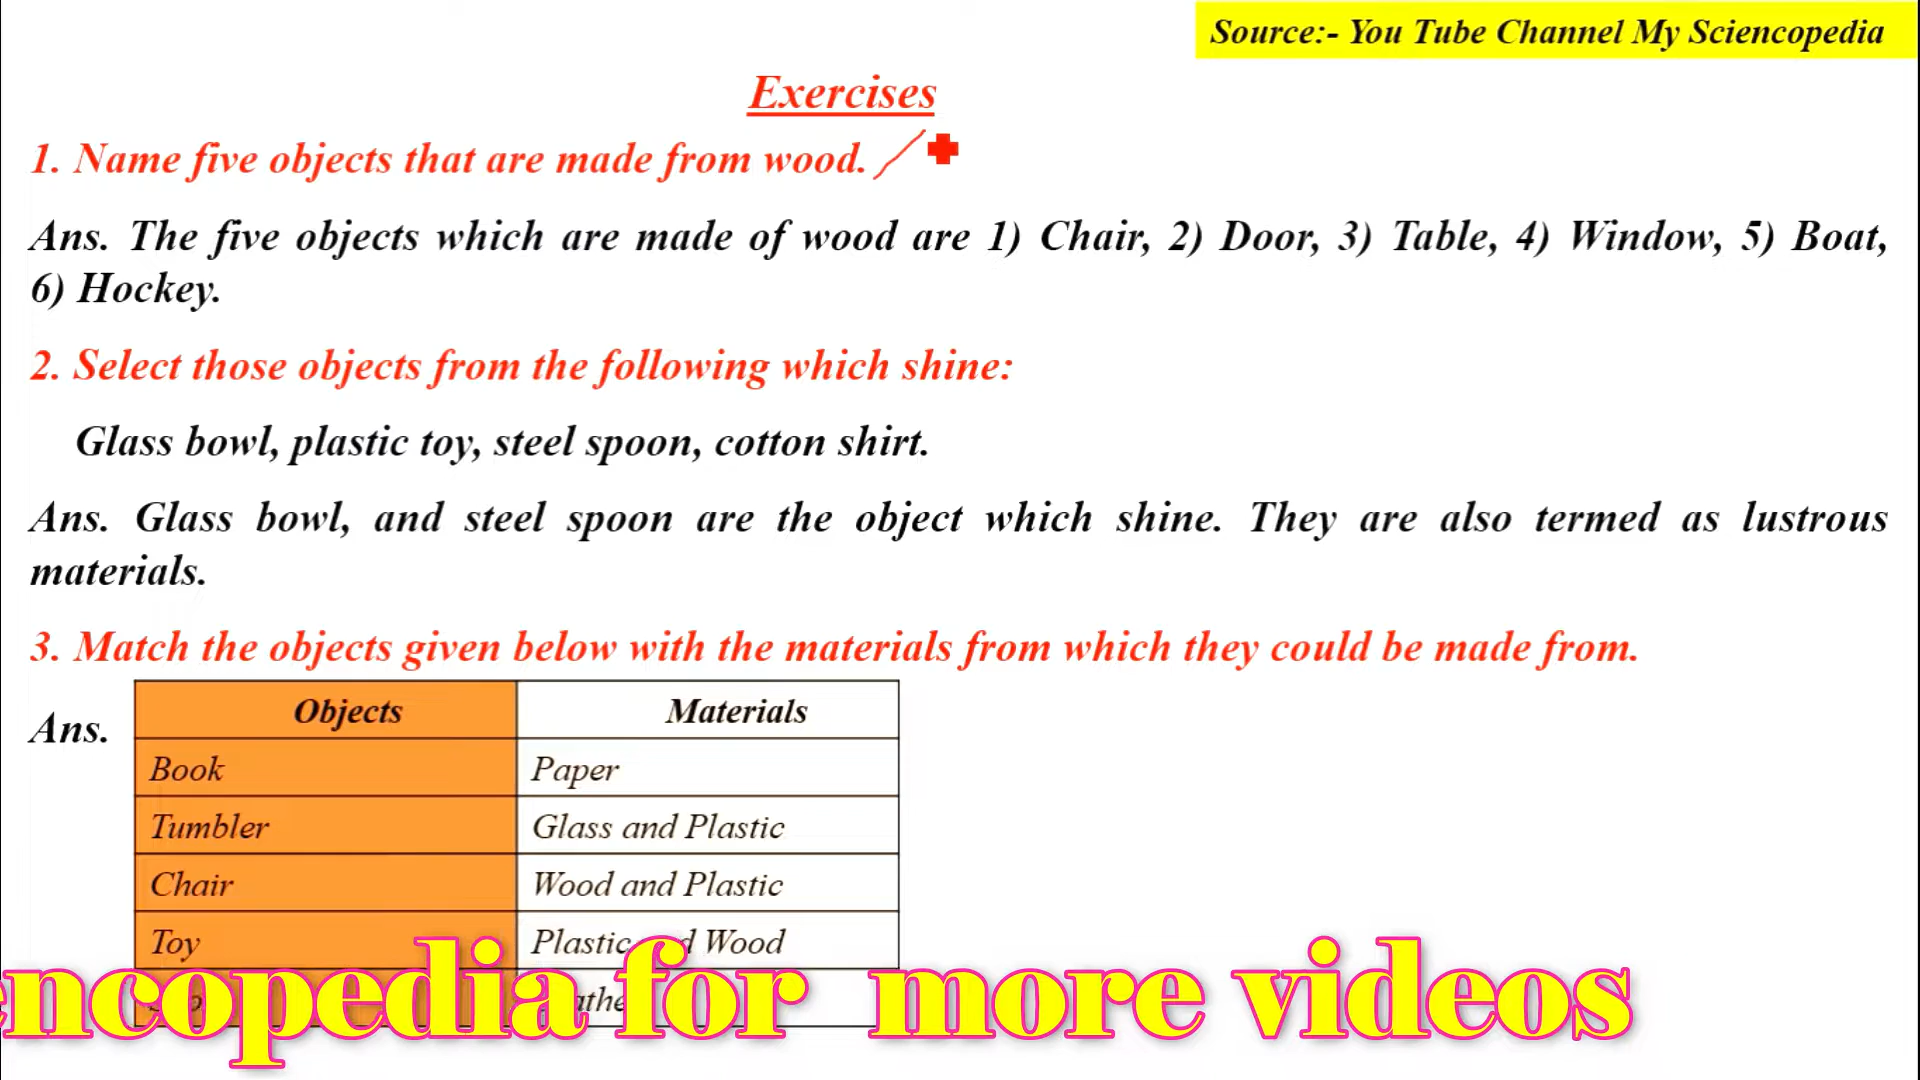 Source:- You Tube Channel My Sciencopedia
Exercises
1. Name five objects that are made from wood.
Ans. The five objects which are made of wood are 1) Chair, 2) Door, 3) Table, 4) Window, 5) Boat,
6) Hockey.
2. Select those objects from the following which shine:
Glass bowl, plastic toy, steel spoon, cotton shirt.
Ans. Glass bowl, and steel spoon are the object which shine. They are also termed as lustrous
materials.
3. Match the objects given below with the materials from which they could be made from.
Ans.
Objects Materials
Book Paper
Tumbler Glass and Plastic
Chair Wood and Plastic
Toy Plastic and Wood
encopedia for more videos